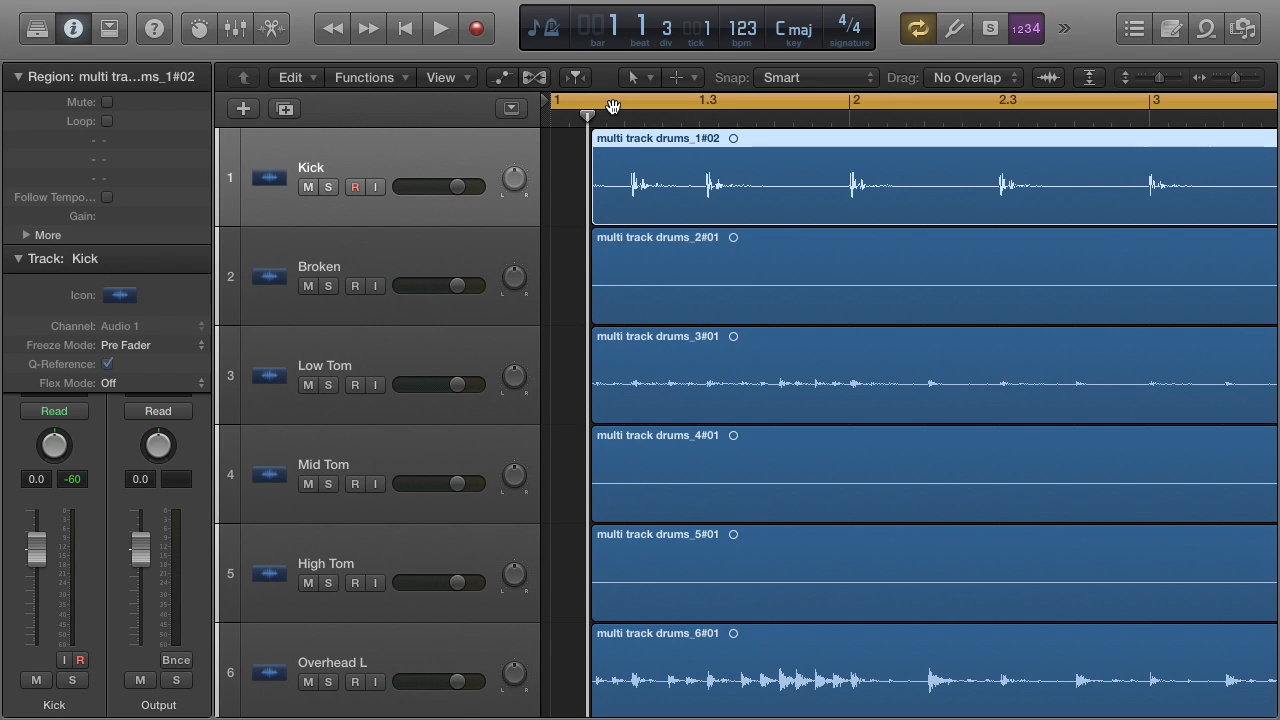 001 1 3 001 123 C maj 4/4
bar beat div tick bpm key signature
S 1234
Region: multi tra...ms_1#02
Edit Functions View Snap: Smart Drag: No Overlap
Mute:
Loop:
- -
- -
- -
Follow Tempo...
Gain:
More
Track: Kick
Icon:
Channel: Audio 1
Freeze Mode: Pre Fader
Q-Reference:
Flex Mode: Off
Read Read
0.0 -60 0.0
I R Bnce
M S M S
Kick Output
1 1.3 2 2.3 3
1 Kick
M S R I L R
multi track drums_1#02
2 Broken
M S R I L R
multi track drums_2#01
3 Low Tom
M S R I L R
multi track drums_3#01
4 Mid Tom
M S R I L R
multi track drums_4#01
5 High Tom
M S R I L R
multi track drums_5#01
6 Overhead L
M S R I L R
multi track drums_6#01